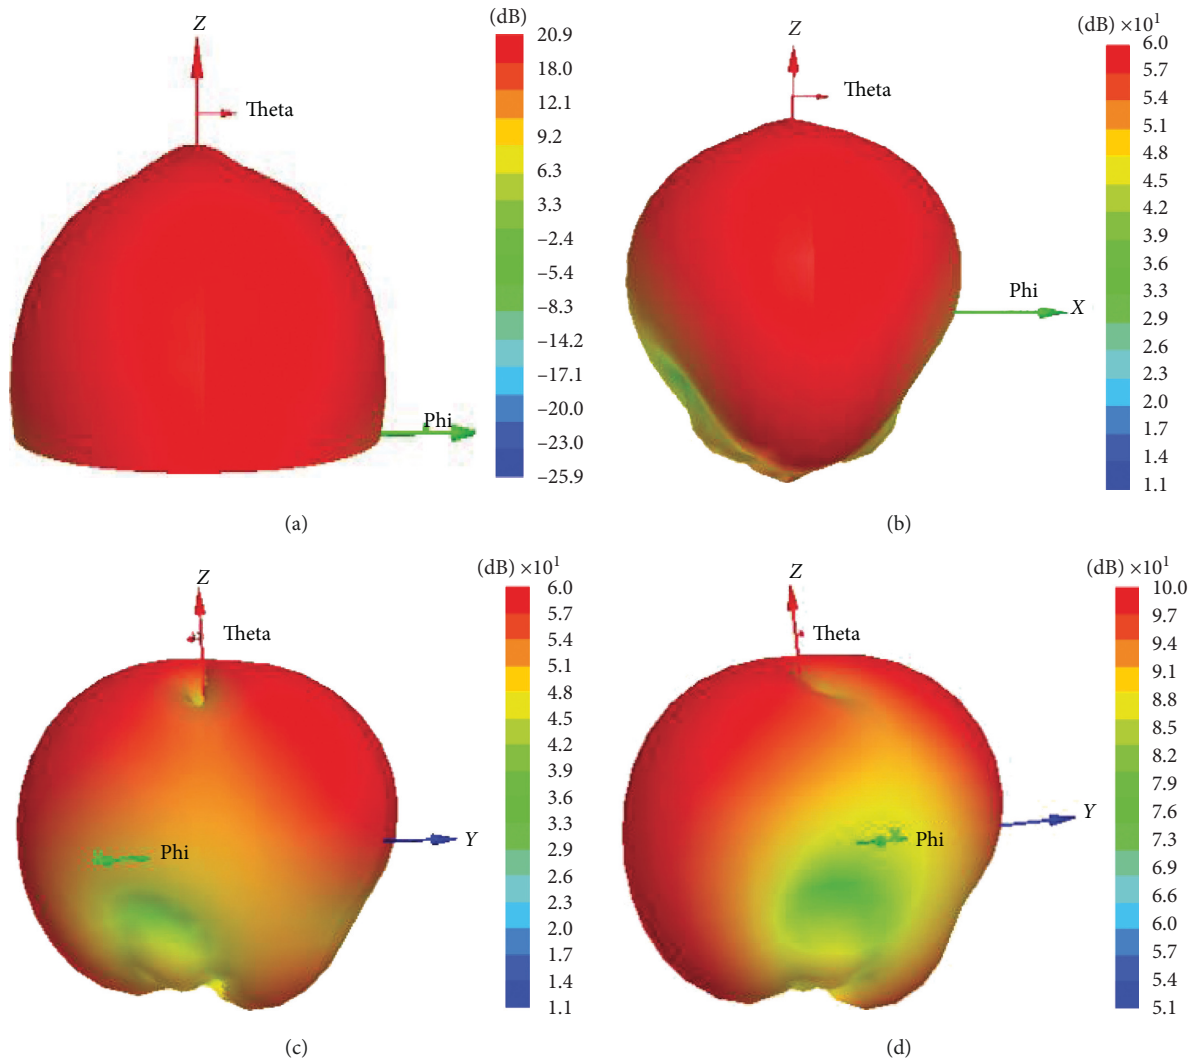 (dB)
Z
Theta
Phi
20.9
18.0
12.1
9.2
6.3
3.3
–2.4
–5.4
–8.3
–14.2
–17.1
–20.0
–23.0
–25.9
(a)
(dB) ×10¹
Z
Theta
Phi
X
6.0
5.7
5.4
5.1
4.8
4.5
4.2
3.9
3.6
3.3
2.9
2.6
2.3
2.0
1.7
1.4
1.1
(b)
(dB) ×10¹
Z
Theta
Phi
Y
6.0
5.7
5.4
5.1
4.8
4.5
4.2
3.9
3.6
3.3
2.9
2.6
2.3
2.0
1.7
1.4
1.1
(c)
(dB) ×10¹
Z
Theta
Phi
Y
10.0
9.7
9.4
9.1
8.8
8.5
8.2
7.9
7.6
7.3
6.9
6.6
6.0
5.7
5.4
5.1
(d)